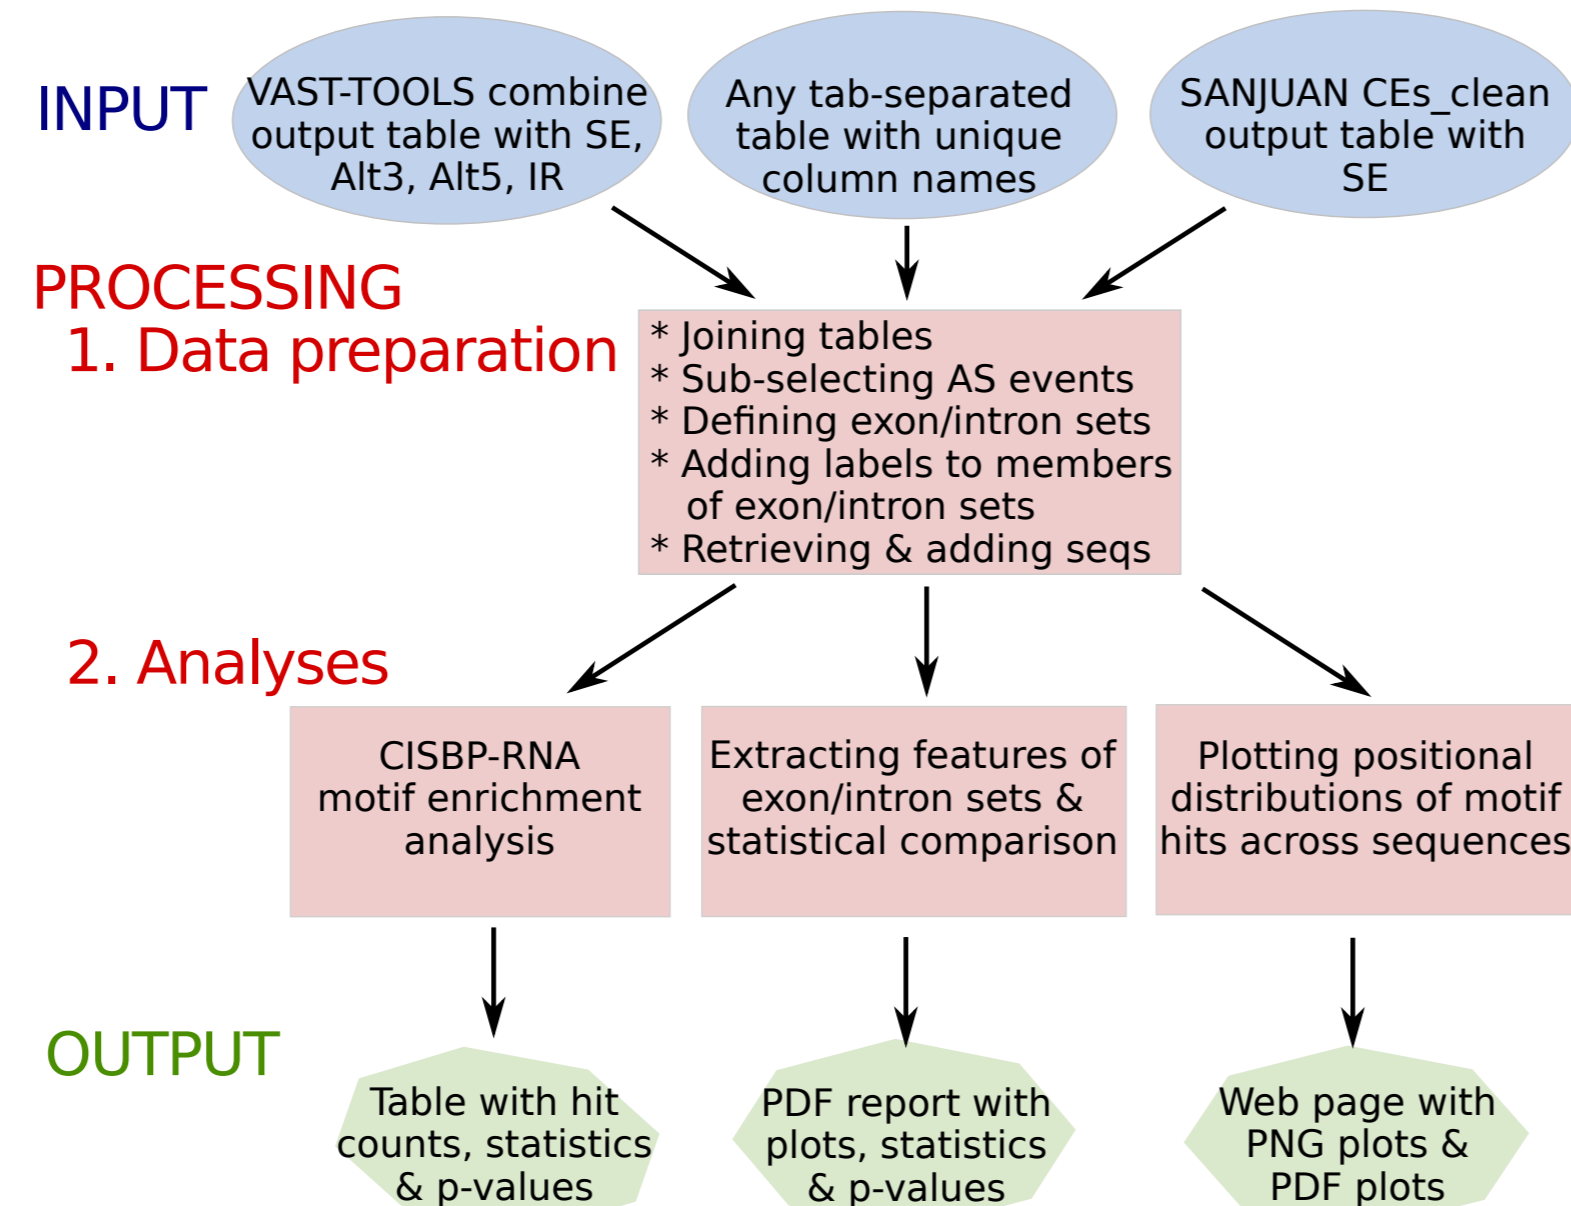 INPUT
VAST-TOOLS combine
output table with SE,
Alt3, Alt5, IR
Any tab-separated
table with unique
column names
SANJUAN CEs_clean
output table with
SE
PROCESSING
1. Data preparation
* Joining tables
* Sub-selecting AS events
* Defining exon/intron sets
* Adding labels to members
of exon/intron sets
* Retrieving & adding seqs
2. Analyses
CISBP-RNA
motif enrichment
analysis
Extracting features of
exon/intron sets &
statistical comparison
Plotting positional
distributions of motif
hits across sequences
OUTPUT
Table with hit
counts, statistics
& p-values
PDF report with
plots, statistics
& p-values
Web page with
PNG plots &
PDF plots